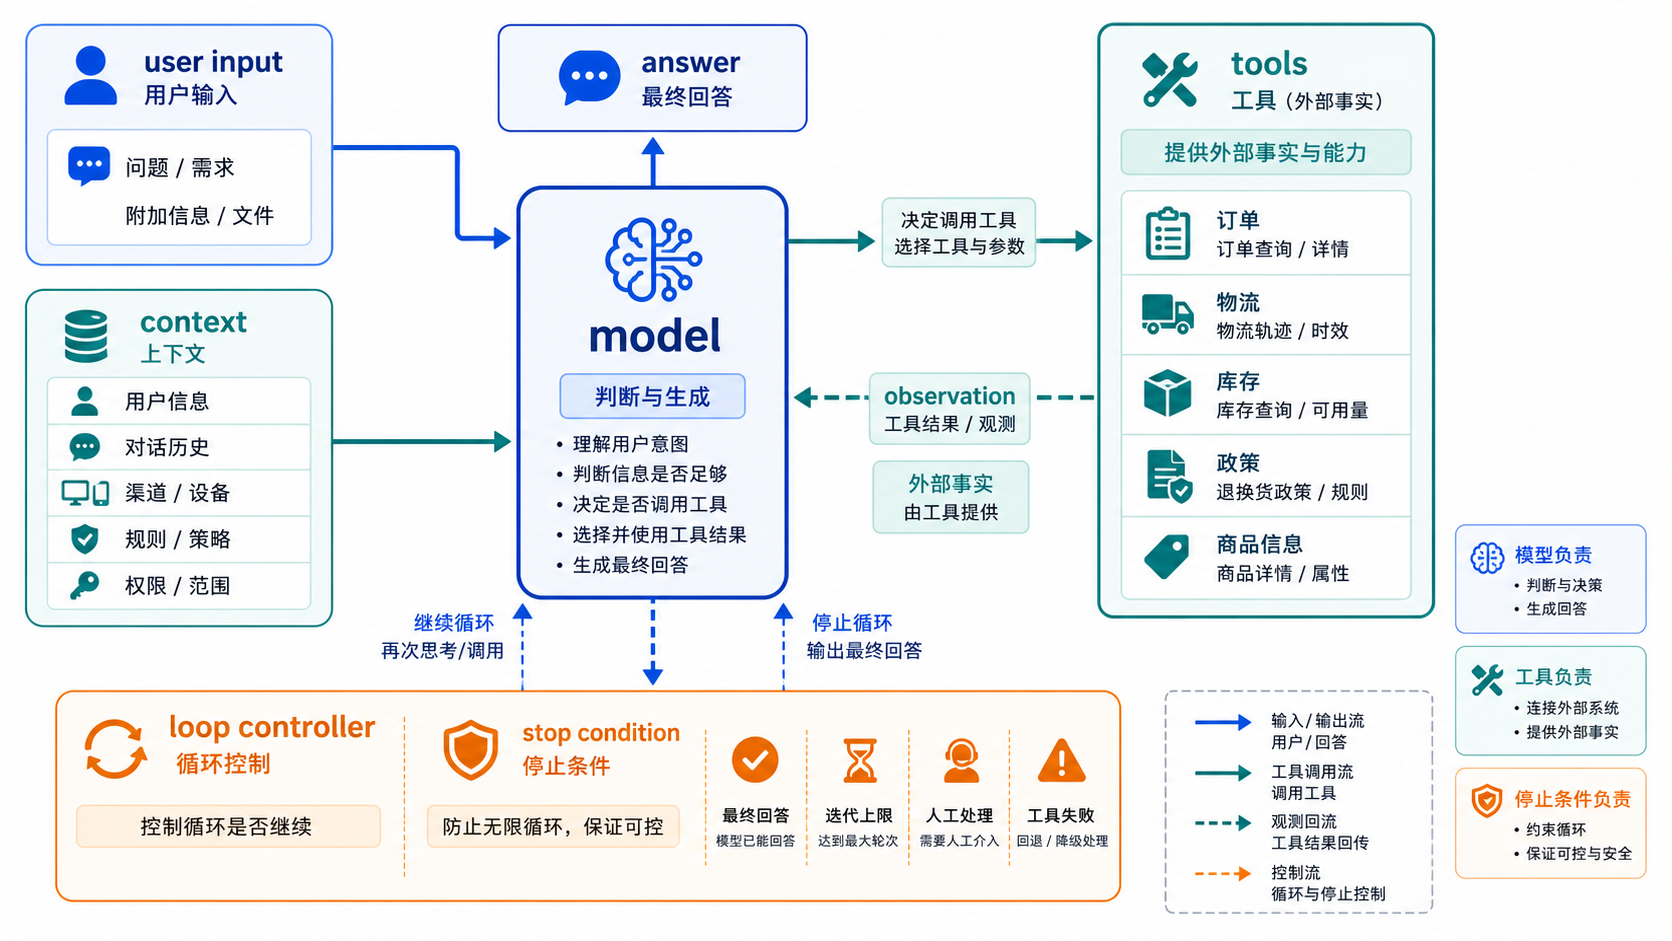 user input
用户输入
问题 / 需求
附加信息 / 文件
context
上下文
用户信息
对话历史
渠道 / 设备
规则 / 策略
权限 / 范围
answer
最终回答
model
判断与生成
• 理解用户意图
• 判断信息是否足够
• 决定是否调用工具
• 选择并使用工具结果
• 生成最终回答
决定调用工具
选择工具与参数
observation
工具结果 / 观测
外部事实
由工具提供
tools
工具（外部事实）
提供外部事实与能力
订单
订单查询 / 详情
物流
物流轨迹 / 时效
库存
库存查询 / 可用量
政策
退换货政策 / 规则
商品信息
商品详情 / 属性
继续循环
再次思考/调用
停止循环
输出最终回答
loop controller
循环控制
控制循环是否继续
stop condition
停止条件
防止无限循环，保证可控
最终回答
模型已能回答
迭代上限
达到最大轮次
人工处理
需要人工介入
工具失败
回退 / 降级处理
输入 / 输出流
用户 / 回答
工具调用流
调用工具
观测回流
工具结果回传
控制流
循环与停止控制
模型负责
• 判断与决策
• 生成回答
工具负责
• 连接外部系统
• 提供外部事实
停止条件负责
• 约束循环
• 保证可控与安全